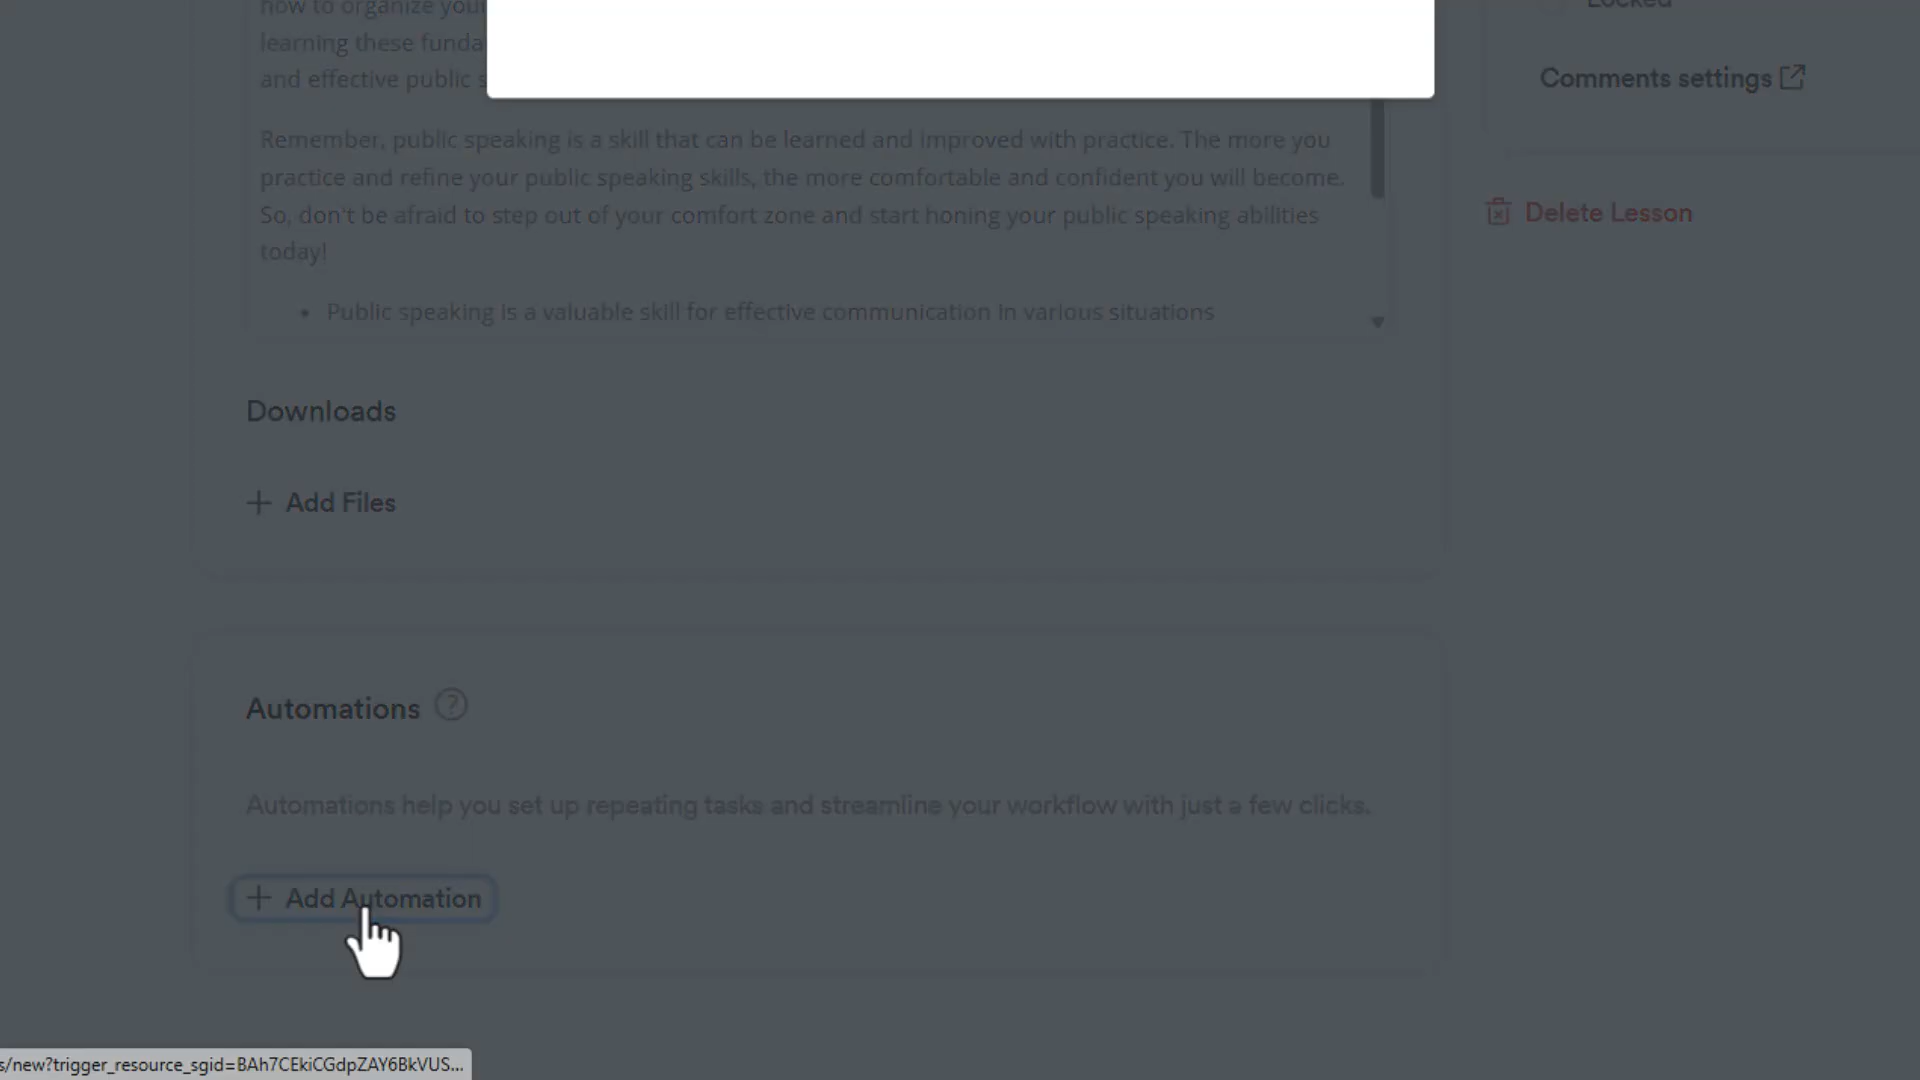 how to organize you
Locked
learning these funda
Comments settings
and effective public s
Remember, public speaking is a skill that can be learned and improved with practice. The more you
practice and refine your public speaking skills, the more comfortable and confident you will become.
Delete Lesson
So, don't be afraid to step out of your comfort zone and start honing your public speaking abilities
today!
• Public speaking is a valuable skill for effective communication in various situations
Downloads
+ Add Files
Automations ?
Automations help you set up repeating tasks and streamline your workflow with just a few clicks.
+ Add Automation
s/new?trigger_resource_sgid=BAh7CEkiCGdpZAY6BkVUS...